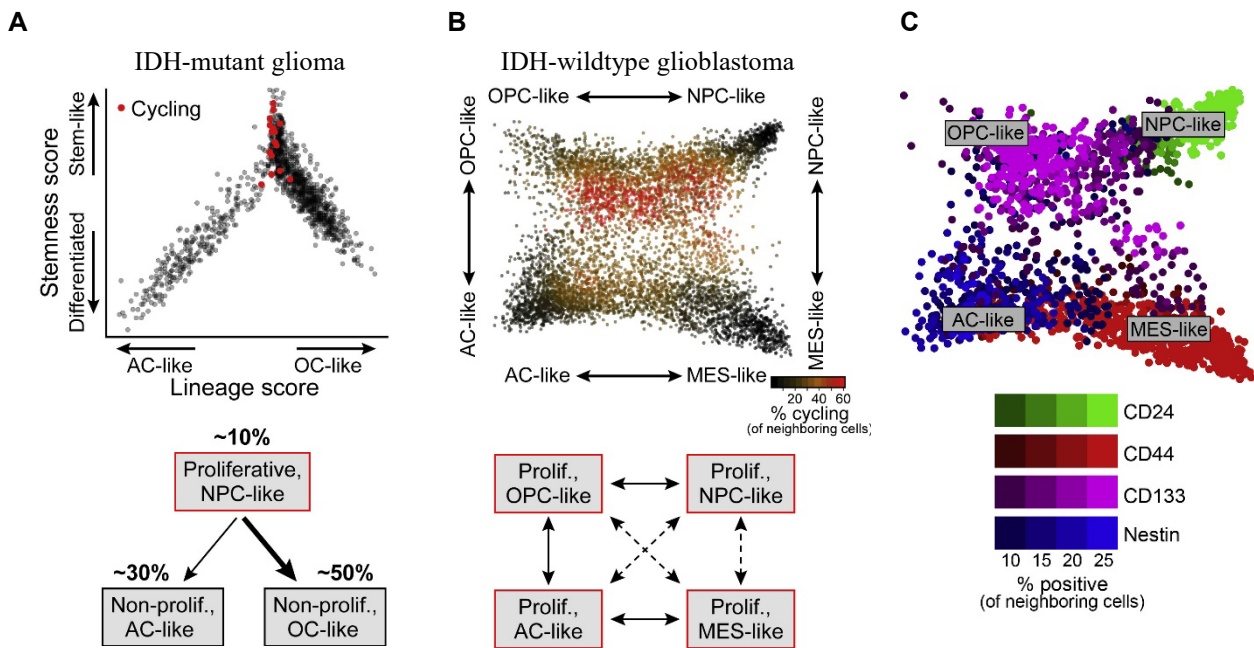 A
IDH-mutant glioma
Stemness score
Stem-like
Differentiated
Cycling
AC-like
OC-like
Lineage score
~10%
Proliferative,
NPC-like
~30%
~50%
Non-prolif.,
AC-like
Non-prolif.,
OC-like
B
IDH-wildtype glioblastoma
OPC-like
NPC-like
OPC-like
AC-like
NPC-like
MES-like
AC-like
MES-like
20 40 60
% cycling
(of neighboring cells)
Prolif.,
OPC-like
Prolif.,
NPC-like
Prolif.,
AC-like
Prolif.,
MES-like
C
OPC-like
NPC-like
AC-like
MES-like
CD24
CD44
CD133
Nestin
10 15 20 25
% positive
(of neighboring cells)